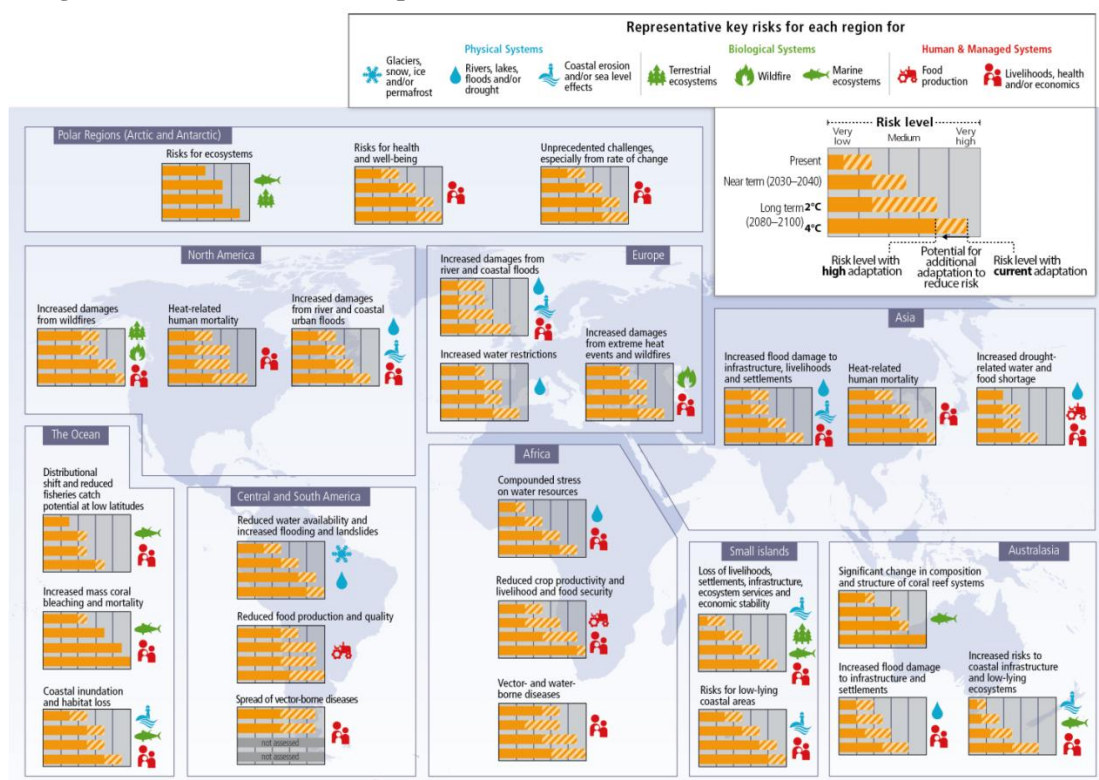 Representative key risks for each region for
Physical Systems
Glaciers,
snow, ice
and/or
permafrost
Rivers, lakes,
floods and/or
drought
Coastal erosion
and/or sea level
effects
Biological Systems
Terrestrial
ecosystems
Wildfire
Marine
ecosystems
Human & Managed Systems
Food
production
Livelihoods, health
and/or economics
Risk level
Very
low
Medium
Very
high
Present
Near term (2030–2040)
Long term 2°C
(2080–2100) 4°C
Risk level with
high adaptation
Potential for
additional
adaptation to
reduce risk
Risk level with
current adaptation
Polar Regions (Arctic and Antarctic)
Risks for ecosystems
Risks for health
and well-being
Unprecedented challenges,
especially from rate of change
North America
Increased damages
from wildfires
Heat-related
human mortality
Increased damages
from river and coastal
urban floods
Europe
Increased damages from
river and coastal floods
Increased water restrictions
Increased damages
from extreme heat
events and wildfires
Asia
Increased flood damage to
infrastructure, livelihoods
and settlements
Heat-related
human mortality
Increased drought-
related water and
food shortage
The Ocean
Distributional
shift and reduced
fisheries catch
potential at low latitudes
Increased mass coral
bleaching and mortality
Coastal inundation
and habitat loss
Central and South America
Reduced water availability and
increased flooding and landslides
Reduced food production and quality
Spread of vector-borne diseases
not assessed
not assessed
Africa
Compounded stress
on water resources
Reduced crop productivity and
livelihood and food security
Vector- and water-
borne diseases
Small islands
Loss of livelihoods,
settlements, infrastructure,
ecosystem services and
economic stability
Risks for low-lying
coastal areas
Australasia
Significant change in composition
and structure of coral reef systems
Increased flood damage
to infrastructure and
settlements
Increased risks to
coastal infrastructure
and low-lying
ecosystems